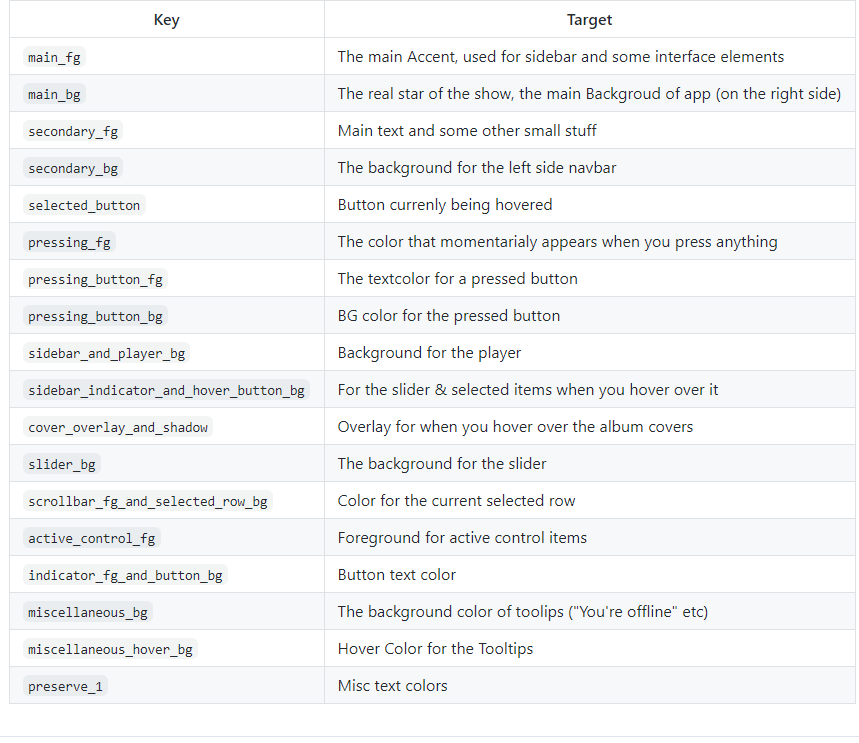 Key Target
main_fg The main Accent, used for sidebar and some interface elements
main_bg The real star of the show, the main Backgroud of app (on the right side)
secondary_fg Main text and some other small stuff
secondary_bg The background for the left side navbar
selected_button Button currenly being hovered
pressing_fg The color that momentarialy appears when you press anything
pressing_button_fg The textcolor for a pressed button
pressing_button_bg BG color for the pressed button
sidebar_and_player_bg Background for the player
sidebar_indicator_and_hover_button_bg For the slider & selected items when you hover over it
cover_overlay_and_shadow Overlay for when you hover over the album covers
slider_bg The background for the slider
scrollbar_fg_and_selected_row_bg Color for the current selected row
active_control_fg Foreground for active control items
indicator_fg_and_button_bg Button text color
miscellaneous_bg The background color of toolips ("You're offline" etc)
miscellaneous_hover_bg Hover Color for the Tooltips
preserve_1 Misc text colors